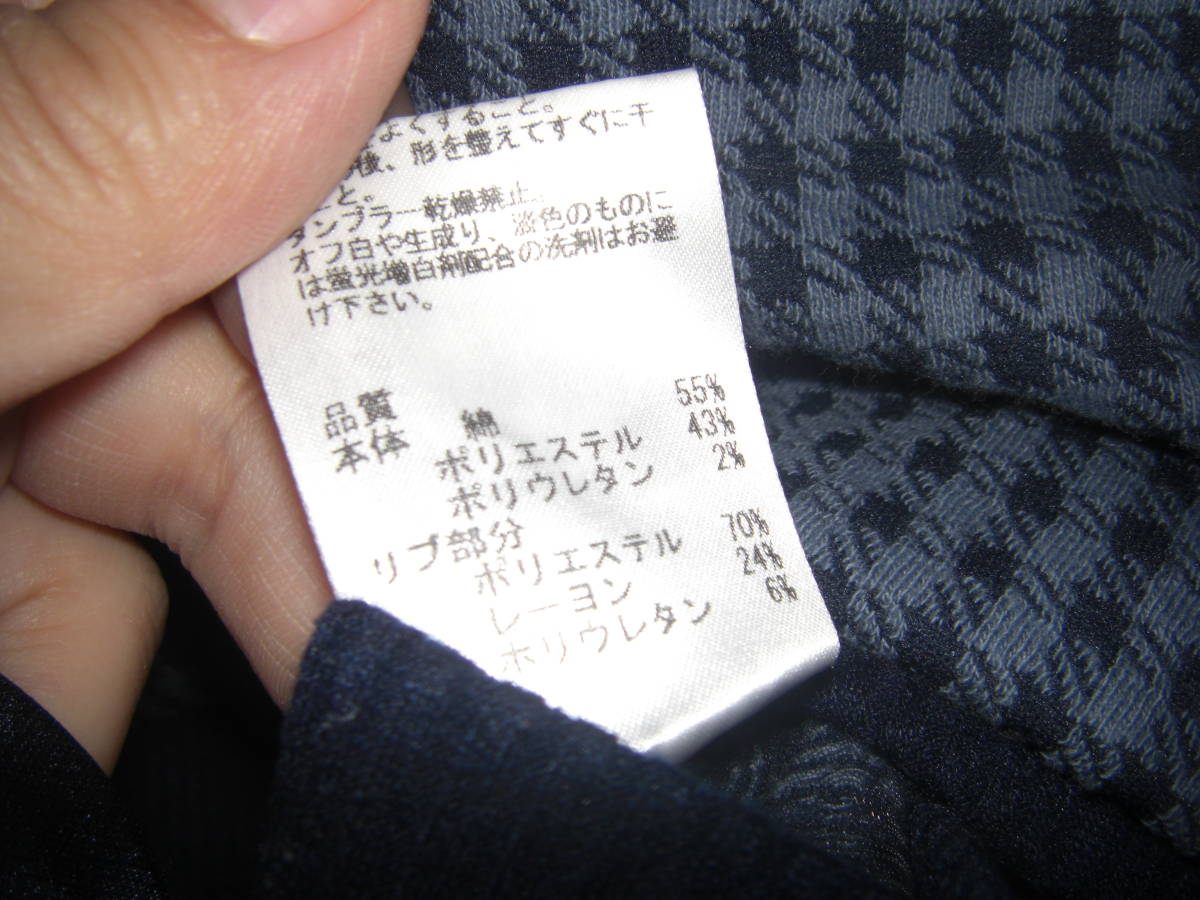 よくすること。
後、形を整えてすぐに干
こと。
タンブラー乾燥禁止。
オフ白や生成り、淡色のものに
は蛍光増白剤配合の洗剤はお避
け下さい。
品質
本体 綿 55%
ポリエステル 43%
ポリウレタン 2%
リブ部分
ポリエステル 70%
レーヨン 24%
ポリウレタン 6%